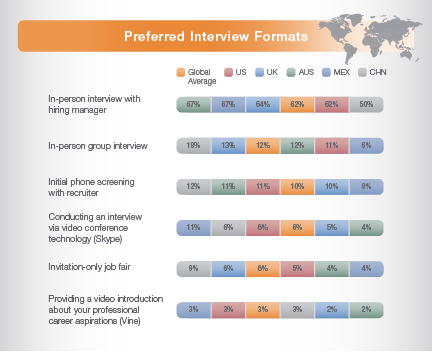 Preferred Interview Formats
Global Average US UK AUS MEX CHN
In-person interview with
hiring manager
67% 67% 64% 62% 62% 50%
In-person group interview
18% 13% 12% 12% 11% 6%
Initial phone screening
with recruiter
12% 11% 11% 10% 10% 8%
Conducting an interview
via video conference
technology (Skype)
11% 6% 6% 6% 5% 4%
Invitation-only job fair
9% 6% 6% 5% 4% 4%
Providing a video introduction
about your professional
career aspirations (Vine)
3% 3% 3% 3% 2% 2%